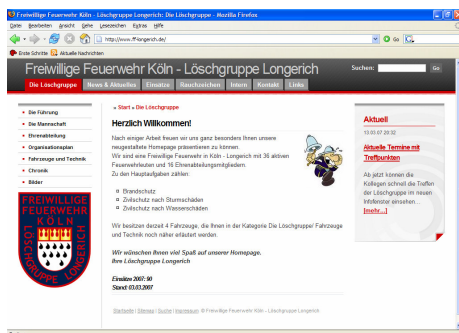 Freiwillige Feuerwehr Köln - Löschgruppe Longerich: Die Löschgruppe - Mozilla Firefox
Datei Bearbeiten Ansicht Gehe Lesezeichen Extras Hilfe
http://www.ff-longerich.de/ Go
Erste Schritte Aktuelle Nachrichten
Freiwillige Feuerwehr Köln - Löschgruppe Longerich
Suchen: Go
Die Löschgruppe News & Aktuelles Einsätze Rauchzeichen Intern Kontakt Links
Die Führung
Die Mannschaft
Ehrenabteilung
Organisationsplan
Fahrzeuge und Technik
Chronik
Bilder
FREIWILLIGE
FEUERWEHR
KÖLN
LÖSCHGRUPPE LONGERICH
» Start » Die Löschgruppe
Herzlich Willkommen!
Nach einiger Arbeit freuen wir uns ganz besonders Ihnen unsere
neugestaltete Homepage präsentieren zu können.
Wir sind eine Freiwillige Feuerwehr in Köln - Longerich mit 36 aktiven
Feuerwehrleuten und 16 Ehrenabteilungsmitgliedern.
Zu den Hauptaufgaben zählen:
Brandschutz
Zivilschutz nach Sturmschäden
Zivilschutz nach Wasserschäden
Wir besitzen derzeit 4 Fahrzeuge, die Ihnen in der Kategorie Die Löschgruppe/ Fahrzeuge
und Technik noch näher erläutert werden.
Wir wünschen Ihnen viel Spaß auf unserer Homepage.
Ihre Löschgruppe Longerich
Einsätze 2007: 90
Stand: 03.03.2007
Startseite | Sitemap | Suche | Impressum © Freiwillige Feuerwehr Köln - Löschgruppe Longerich
Aktuell
13.03.07 20:32
Aktuelle Termine mit
Treffpunkten
Ab jetzt können die
Kollegen schnell die Treffen
der Löschgruppe im neuen
Infofenster einsehen...
[mehr...]